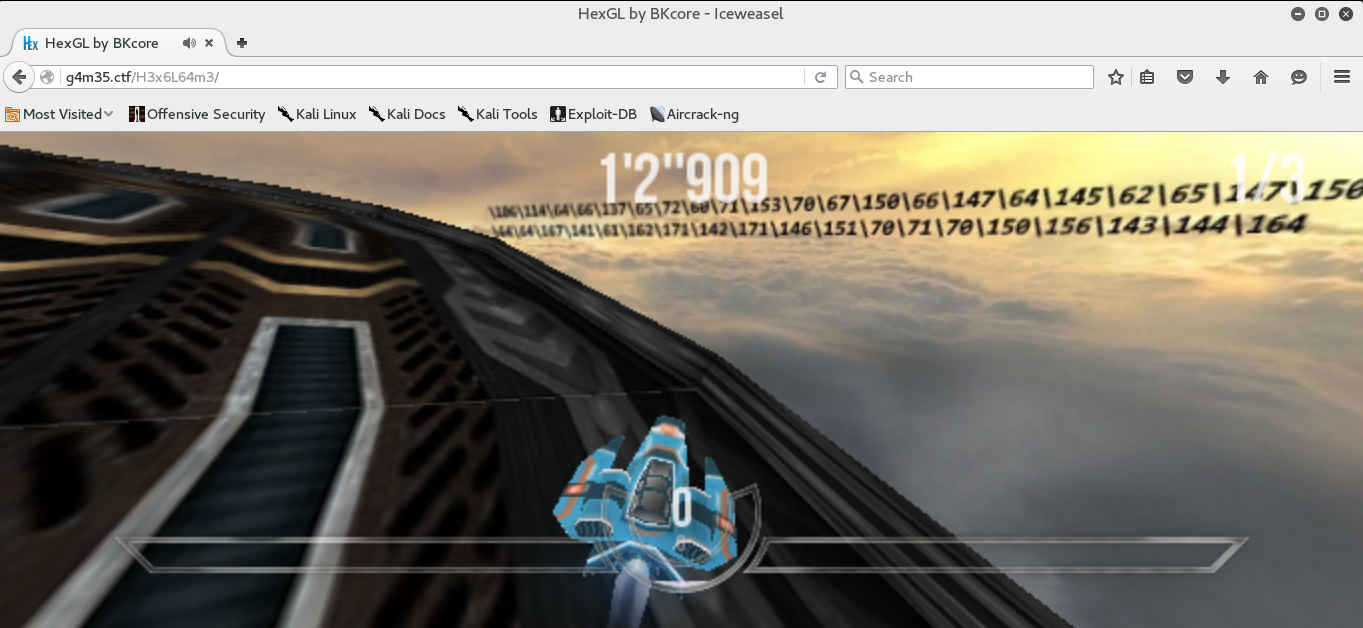 HexGL by BKcore - Iceweasel
HexGL by BKcore
g4m35.ctf/H3x6L64m3/
Search
Most Visited Offensive Security Kali Linux Kali Docs Kali Tools Exploit-DB Aircrack-ng
1'2"909
1/3
\106\114\64\66\137\65\72\60\71\153\70\67\150\66\147\64\145\62\65\147\156
\64\64\167\141\61\162\171\142\171\146\151\70\71\70\150\156\143\144\164
0